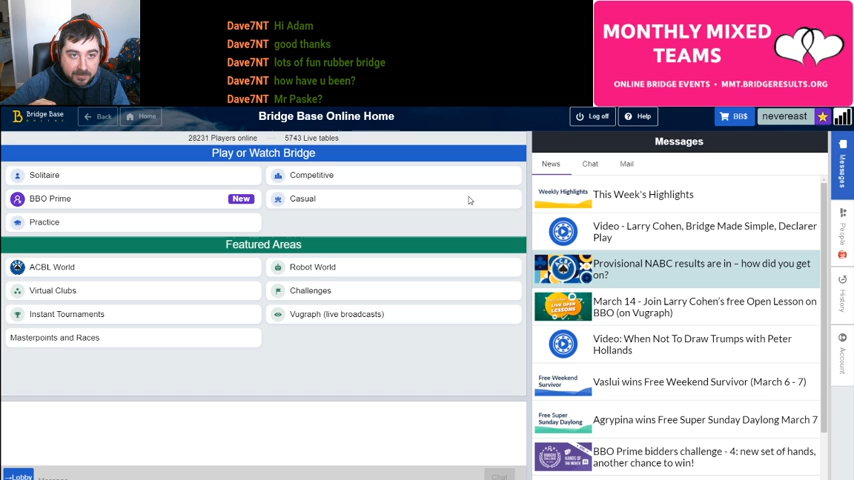 Dave7NT Hi Adam
Dave7NT good thanks
Dave7NT lots of fun rubber bridge
Dave7NT how have u been?
Dave7NT Mr Paske?
MONTHLY MIXED
TEAMS
ONLINE BRIDGE EVENTS • MMT.BRIDGERESULTS.ORG
Bridge Base
ONLINE
Back
Home
Bridge Base Online Home
Log off
Help
BB$
nevereast
28231 Players online
5743 Live tables
Play or Watch Bridge
Solitaire
Competitive
BBO Prime
New
Casual
Practice
Featured Areas
ACBL World
Robot World
Virtual Clubs
Challenges
Instant Tournaments
Vugraph (live broadcasts)
Masterpoints and Races
Lobby
Message
Chat
Messages
News
Chat
Mail
Weekly Highlights
This Week's Highlights
Video - Larry Cohen, Bridge Made Simple, Declarer
Play
Provisional NABC results are in – how did you get
on?
LIVE OPEN
LESSONS
March 14 - Join Larry Cohen's free Open Lesson on
BBO (on Vugraph)
Video: When Not To Draw Trumps with Peter
Hollands
Free Weekend
Survivor
Vaslui wins Free Weekend Survivor (March 6 - 7)
Free Super
Sunday Daylong
Agrypina wins Free Super Sunday Daylong March 7
BBO Prime bidders challenge - 4: new set of hands,
another chance to win!
Messages
People
History
Account